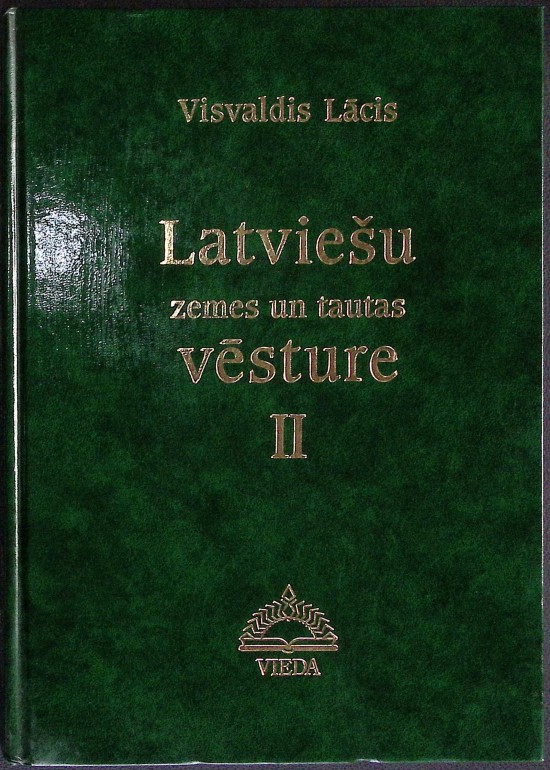 Visvaldis Lācis
Latviešu
zemes un tautas
vēsture
II
VIEDA